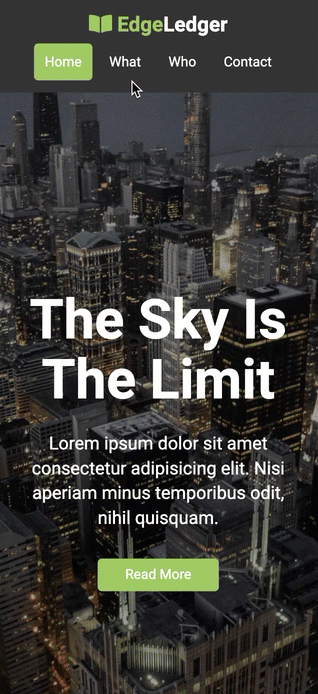 EdgeLedger
Home What Who Contact
The Sky Is
The Limit
Lorem ipsum dolor sit amet
consectetur adipisicing elit. Nisi
aperiam minus temporibus odit,
nihil quisquam.
Read More